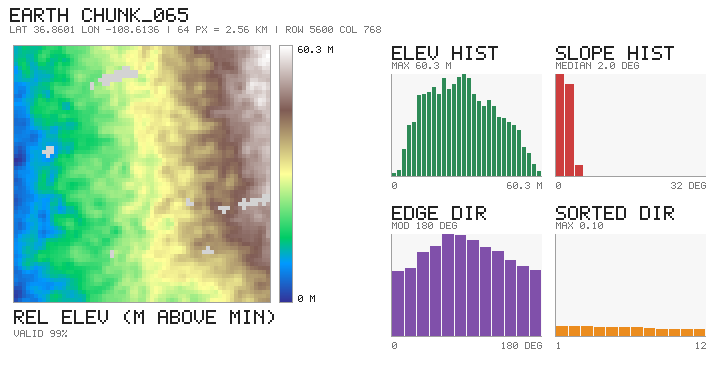 EARTH CHUNK_065
LAT 36.8601 LON -108.6136 | 64 PX = 2.56 KM | ROW 5600 COL 768
60.3 M
0 M
REL ELEV (M ABOVE MIN)
VALID 99%
ELEV HIST
MAX 60.3 M
0 60.3 M
SLOPE HIST
MEDIAN 2.0 DEG
0 32 DEG
EDGE DIR
MOD 180 DEG
0 180 DEG
SORTED DIR
MAX 0.10
1 12